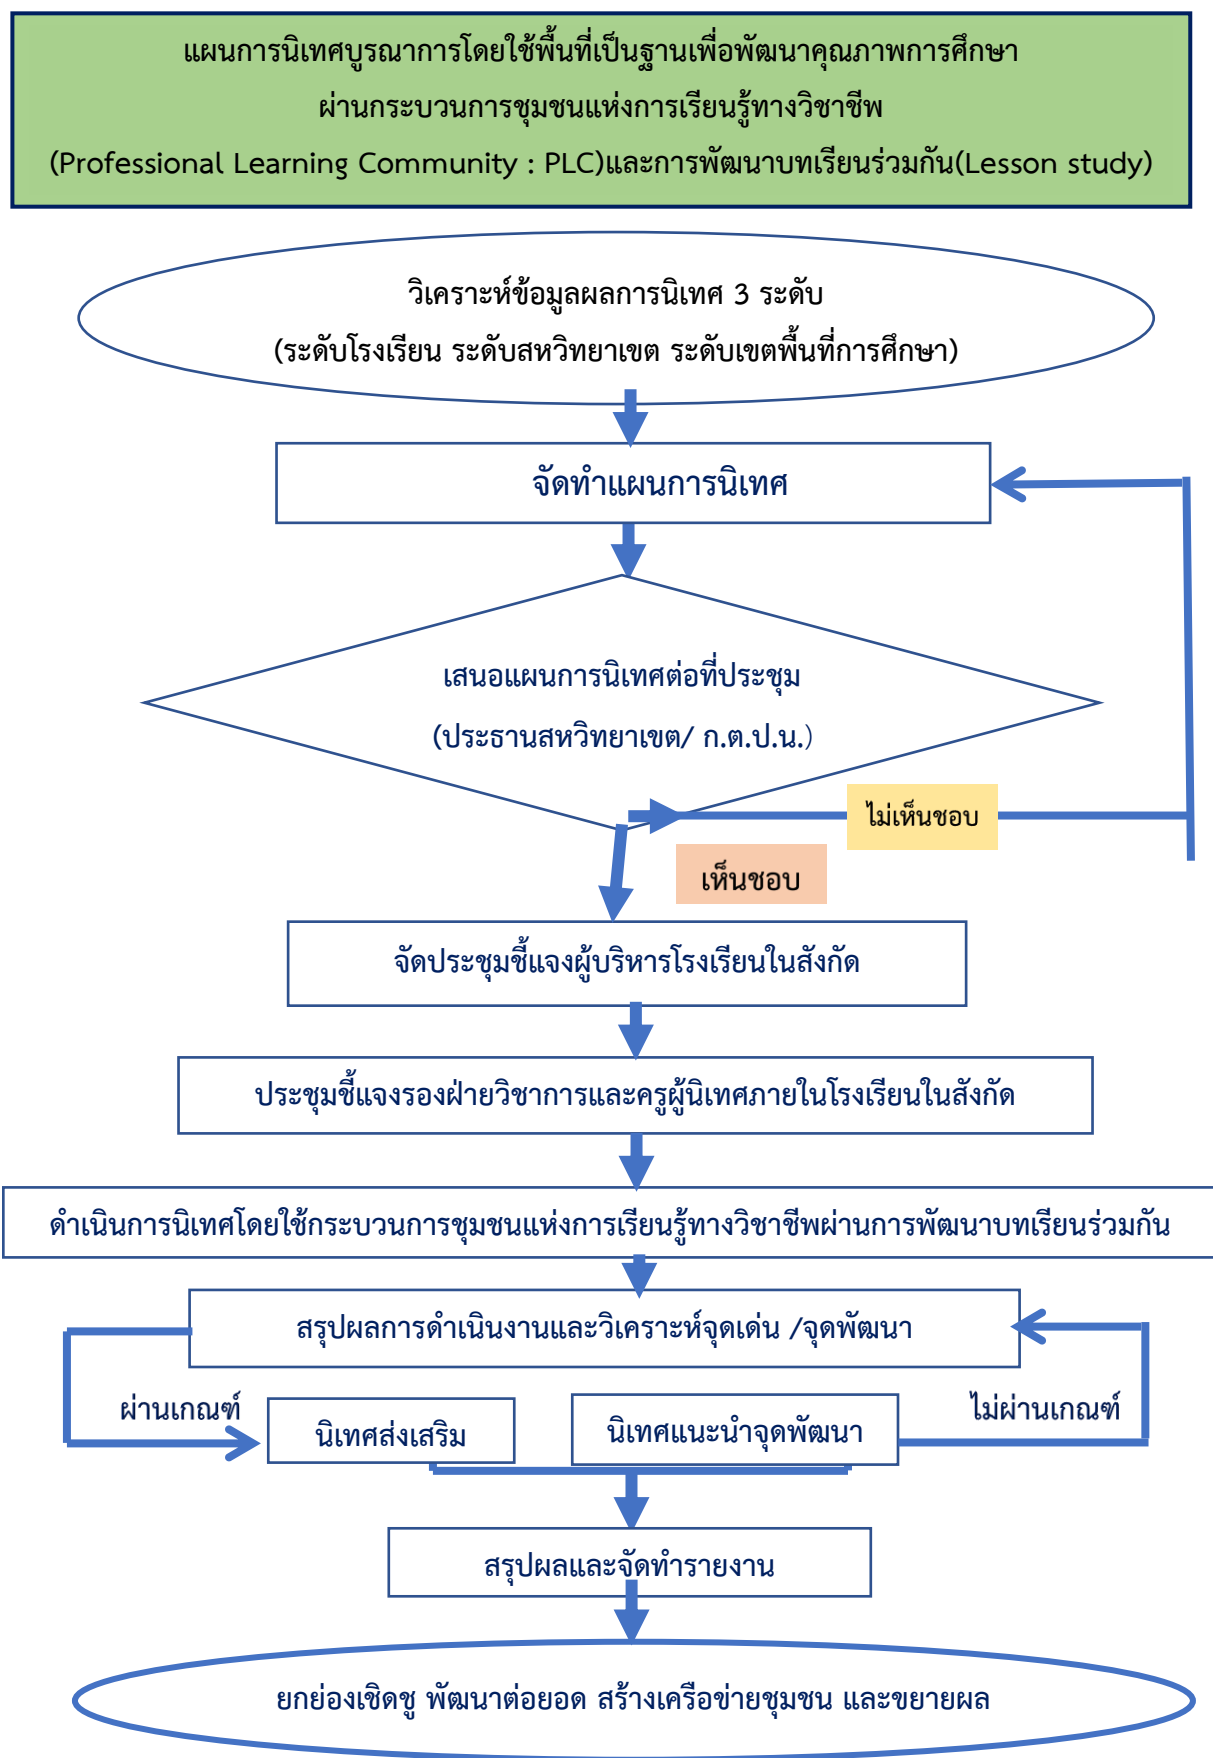 แผนการนิเทศบูรณาการโดยใช้พื้นที่เป็นฐานเพื่อพัฒนาคุณภาพการศึกษา
ผ่านกระบวนการชุมชนแห่งการเรียนรู้ทางวิชาชีพ
(Professional Learning Community : PLC)และการพัฒนาบทเรียนร่วมกัน(Lesson study)
วิเคราะห์ข้อมูลผลการนิเทศ 3 ระดับ
(ระดับโรงเรียน ระดับสหวิทยาเขต ระดับเขตพื้นที่การศึกษา)
จัดทำแผนการนิเทศ
เสนอแผนการนิเทศต่อที่ประชุม
(ประธานสหวิทยาเขต/ ก.ต.ป.น.)
ไม่เห็นชอบ
เห็นชอบ
จัดประชุมชี้แจงผู้บริหารโรงเรียนในสังกัด
ประชุมชี้แจงรองฝ่ายวิชาการและครูผู้นิเทศภายในโรงเรียนในสังกัด
ดำเนินการนิเทศโดยใช้กระบวนการชุมชนแห่งการเรียนรู้ทางวิชาชีพผ่านการพัฒนาบทเรียนร่วมกัน
สรุปผลการดำเนินงานและวิเคราะห์จุดเด่น /จุดพัฒนา
ผ่านเกณฑ์
นิเทศส่งเสริม
นิเทศแนะนำจุดพัฒนา
ไม่ผ่านเกณฑ์
สรุปผลและจัดทำรายงาน
ยกย่องเชิดชู พัฒนาต่อยอด สร้างเครือข่ายชุมชน และขยายผล